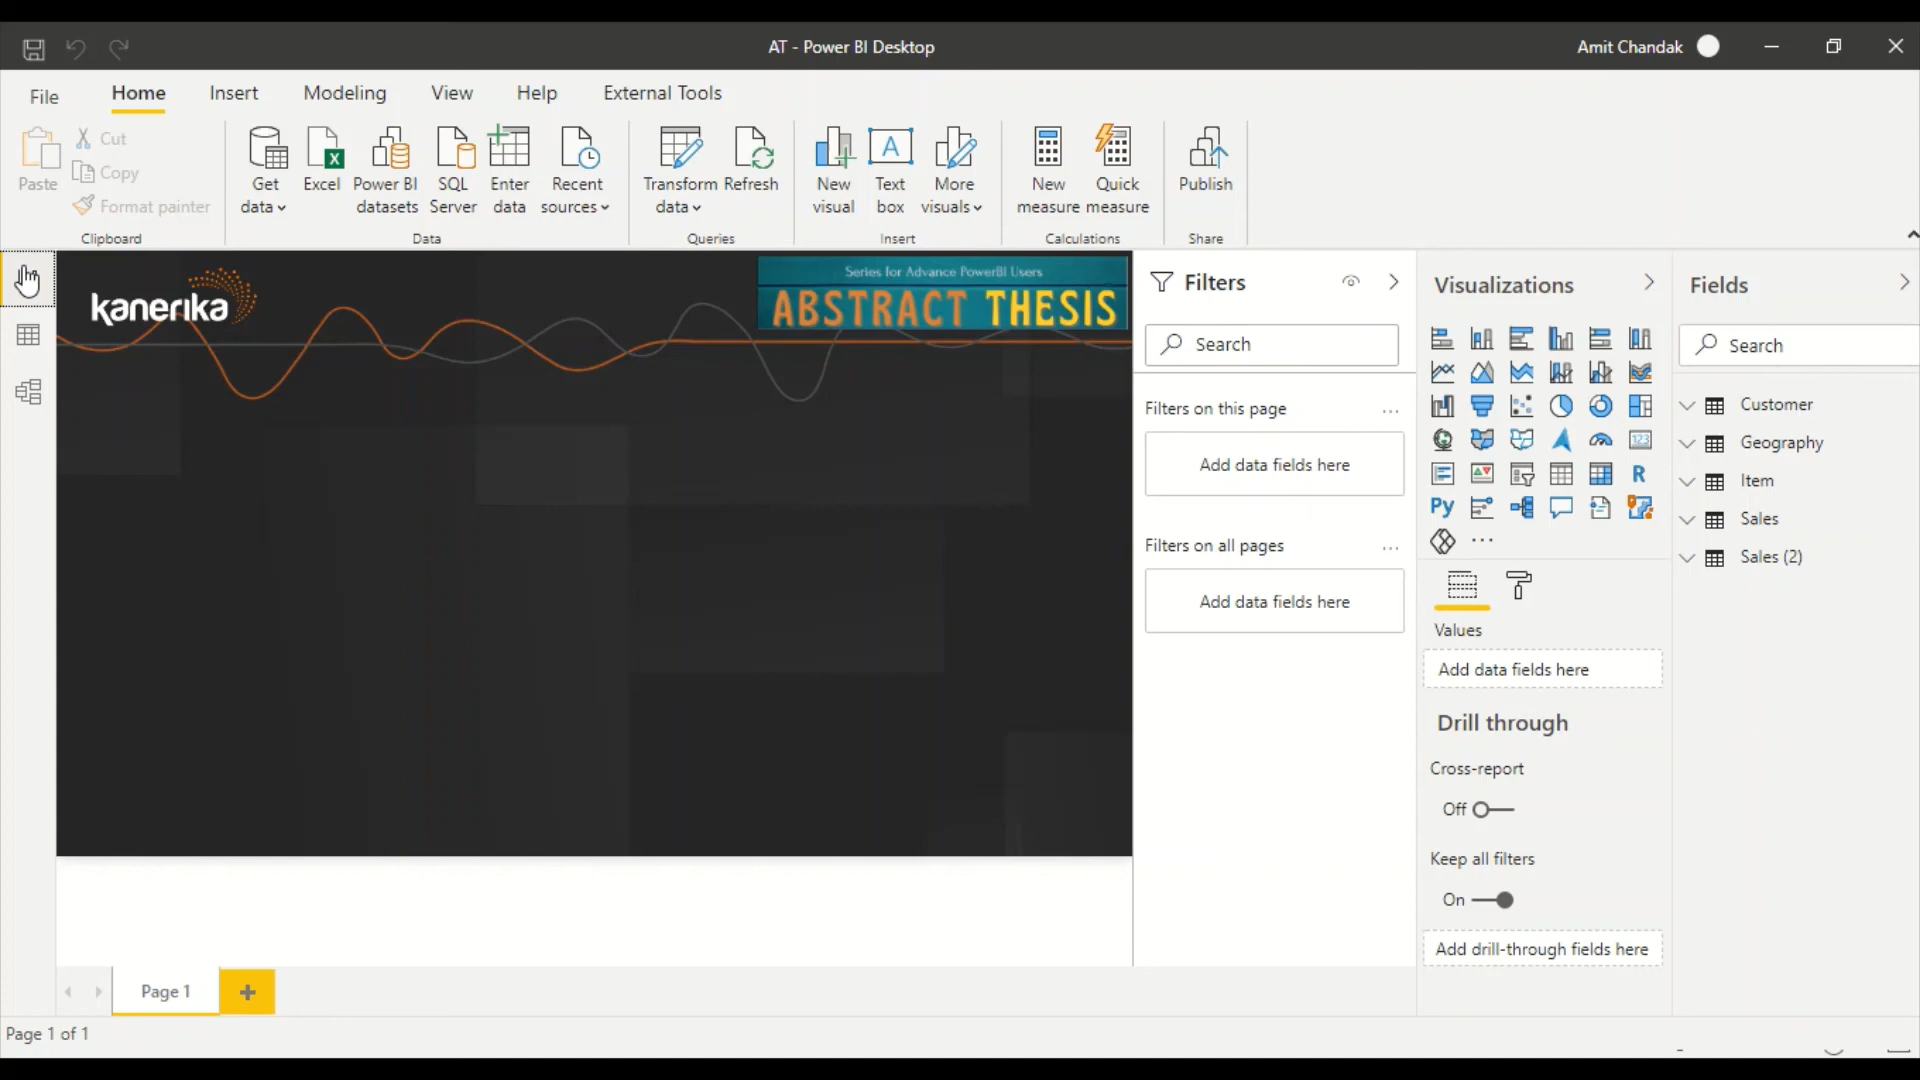 AT - Power BI Desktop
Amit Chandak
File
Home
Insert
Modeling
View
Help
External Tools
Paste
Cut
Copy
Format painter
Clipboard
Get data
Excel
Power BI datasets
SQL Server
Enter data
Recent sources
Data
Transform data
Refresh
Queries
New visual
Text box
More visuals
Insert
New measure
Quick measure
Calculations
Publish
Share
kanerika
Series for Advance PowerBI Users
ABSTRACT THESIS
Filters
Search
Filters on this page
...
Add data fields here
Filters on all pages
...
Add data fields here
Visualizations
123
R
Py
...
Values
Add data fields here
Drill through
Cross-report
Off
Keep all filters
On
Add drill-through fields here
Fields
Search
Customer
Geography
Item
Sales
Sales (2)
Page 1
+
Page 1 of 1